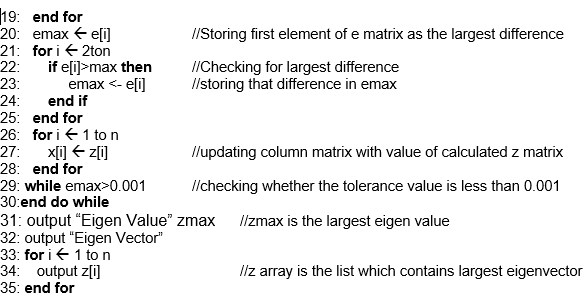 19: end for
20: emax ← e[i] //Storing first element of e matrix as the largest difference
21: for i ← 2ton
22: if e[i]>max then //Checking for largest difference
23: emax <- e[i] //storing that difference in emax
24: end if
25: end for
26: for i ← 1 to n
27: x[i] ← z[i] //updating column matrix with value of calculated z matrix
28: end for
29: while emax>0.001 //checking whether the tolerance value is less than 0.001
30:end do while
31: output “Eigen Value” zmax //zmax is the largest eigen value
32: output “Eigen Vector”
33: for i ← 1 to n
34: output z[i] //z array is the list which contains largest eigenvector
35: end for